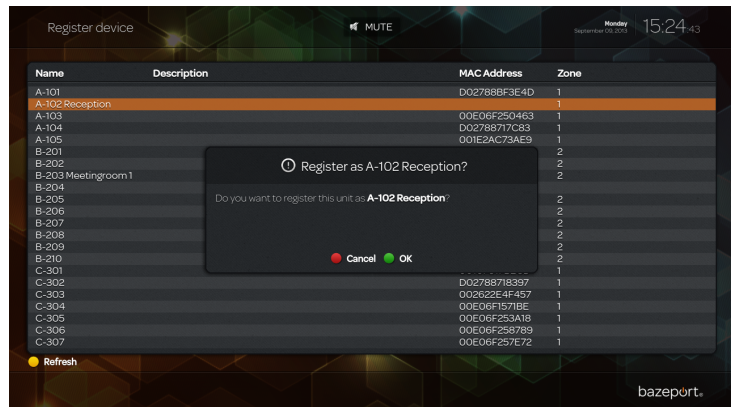 Register device
MUTE
Monday
September 09, 2013
15:24:43
Name Description MAC Address Zone
A-101 D02788BF3E4D 1
A-102 Reception 1
A-103 00E06F250463 1
A-104 D02788717C83 1
A-105 001E2AC73AE9 1
B-201 2
B-202 2
B-203 Meetingroom 1 2
B-204
B-205 2
B-206 2
B-207 2
B-208 2
B-209 2
B-210 2
C-301 1
C-302 D02788718397 1
C-303 002622E4F457 1
C-304 00E06F1571BE 1
C-305 00E06F253A18 1
C-306 00E06F258789 1
C-307 00E06F257E72 1
Register as A-102 Reception?
Do you want to register this unit as A-102 Reception?
Cancel OK
Refresh
bazeport®